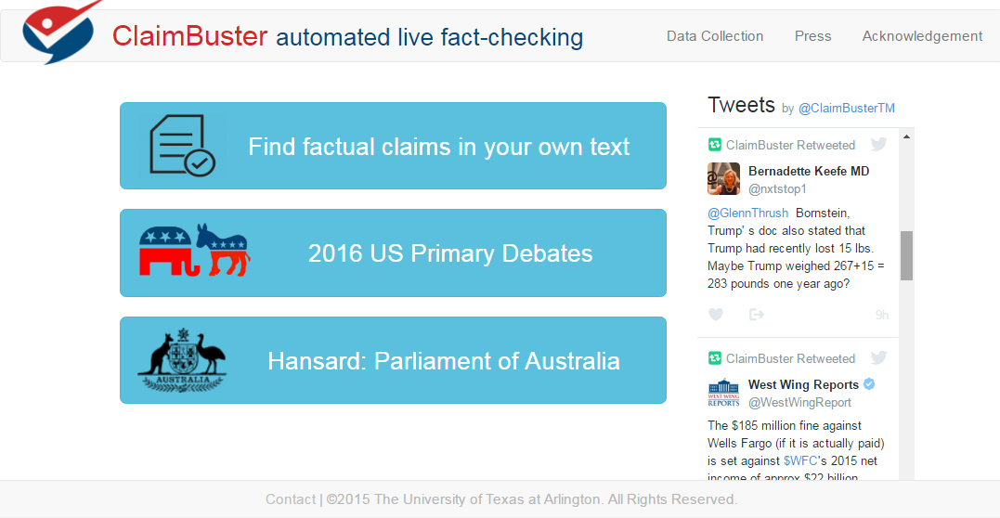 ClaimBuster automated live fact-checking
Data Collection Press Acknowledgement
Find factual claims in your own text
2016 US Primary Debates
AUSTRALIA
Hansard: Parliament of Australia
Tweets by @ClaimBusterTM
ClaimBuster Retweeted
Bernadette Keefe MD
@nxtstop1
@GlennThrush Bornstein,
Trump' s doc also stated that
Trump had recently lost 15 lbs.
Maybe Trump weighed 267+15 =
283 pounds one year ago?
9h
ClaimBuster Retweeted
WEST WING
REPORTS
West Wing Reports
@WestWingReport
The $185 million fine against
Wells Fargo (if it is actually paid)
is set against $WFC's 2015 net
income of approx $22 billion
Contact | ©2015 The University of Texas at Arlington. All Rights Reserved.